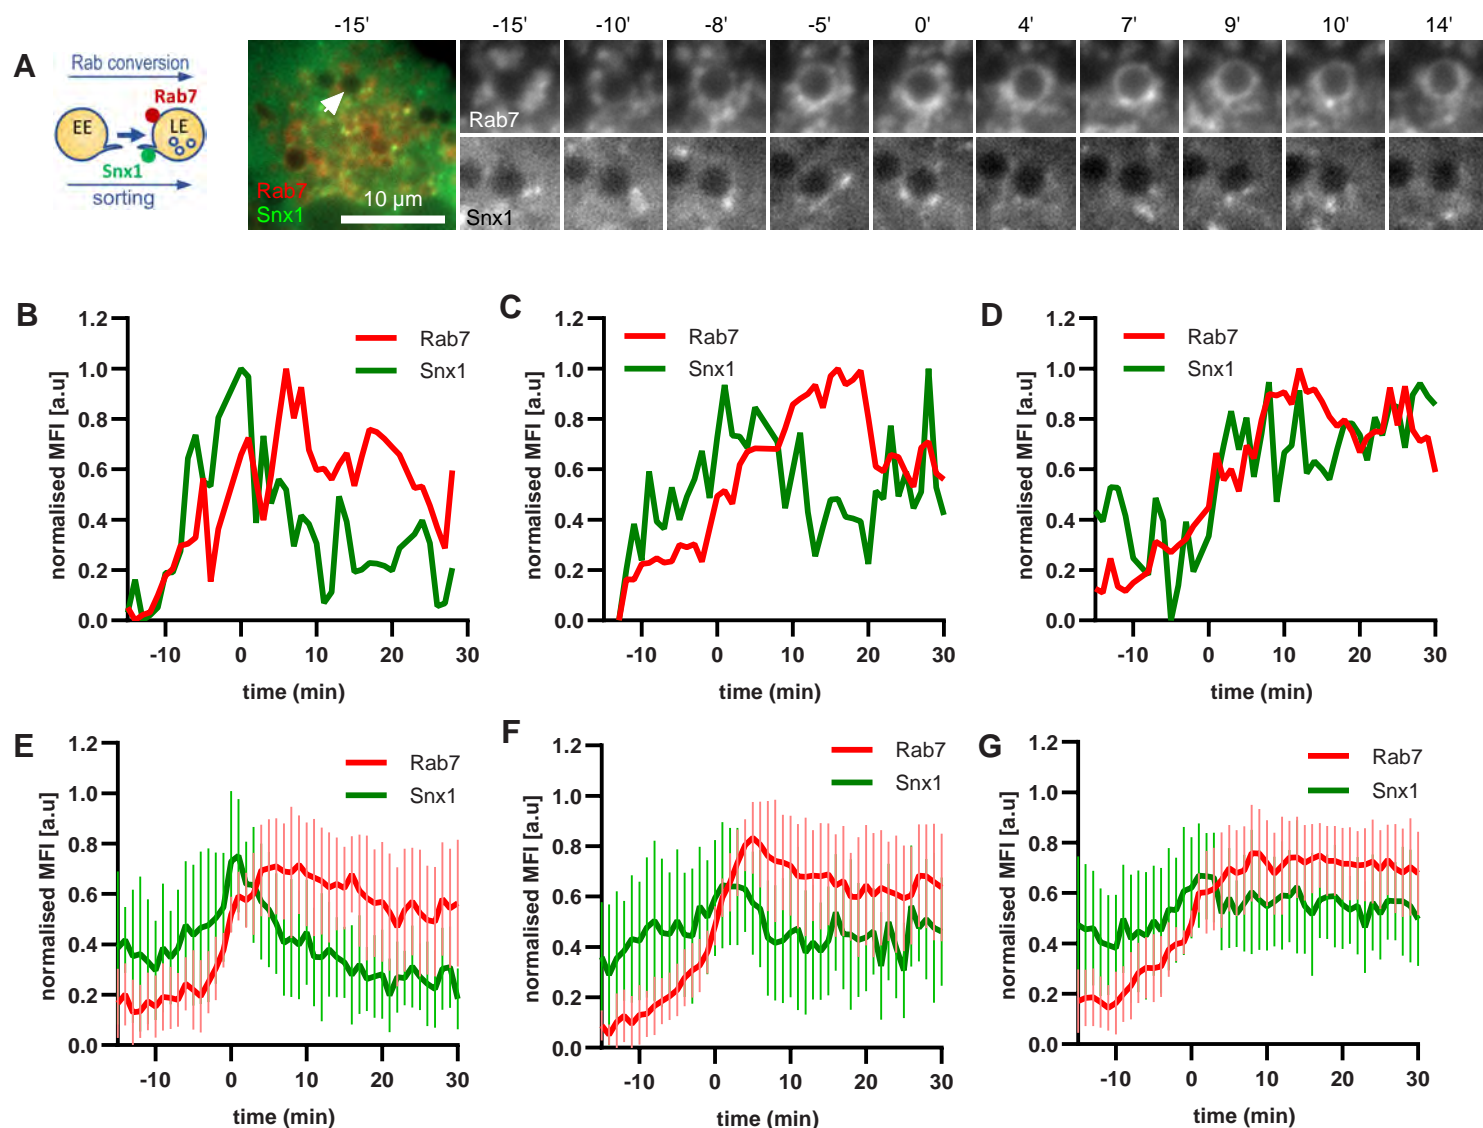 -15' -15' -10' -8' -5' 0' 4' 7' 9' 10' 14'
A
Rab conversion
Rab7
EE
LE
Snx1
sorting
Rab7
Snx1
10 µm
Rab7
Snx1
B
1.2
1.0
0.8
0.6
0.4
0.2
0.0
normalised MFI [a.u]
Rab7
Snx1
-10 0 10 20 30
time (min)
C
1.2
1.0
0.8
0.6
0.4
0.2
0.0
normalised MFI [a.u]
Rab7
Snx1
-10 0 10 20 30
time (min)
D
1.2
1.0
0.8
0.6
0.4
0.2
0.0
normalised MFI [a.u]
Rab7
Snx1
-10 0 10 20 30
time (min)
E
1.2
1.0
0.8
0.6
0.4
0.2
0.0
normalised MFI [a.u]
Rab7
Snx1
-10 0 10 20 30
time (min)
F
1.2
1.0
0.8
0.6
0.4
0.2
0.0
normalised MFI [a.u]
Rab7
Snx1
-10 0 10 20 30
time (min)
G
1.2
1.0
0.8
0.6
0.4
0.2
0.0
normalised MFI [a.u]
Rab7
Snx1
-10 0 10 20 30
time (min)